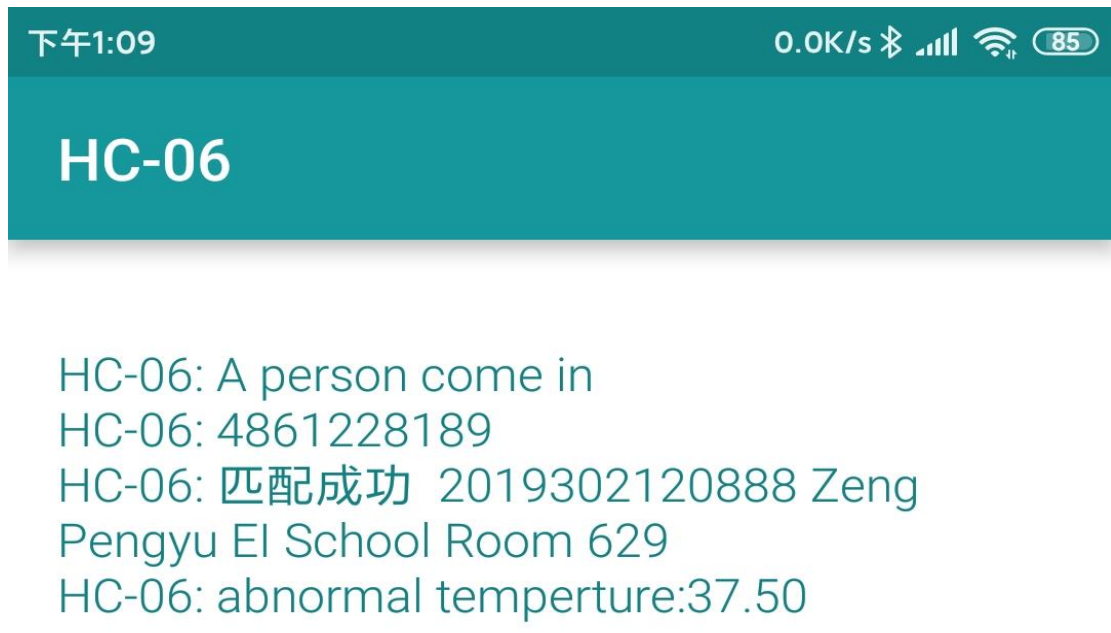 下午1:09 0.0K/s 85
HC-06
HC-06: A person come in
HC-06: 4861228189
HC-06: 匹配成功 2019302120888 Zeng
Pengyu EI School Room 629
HC-06: abnormal temperture:37.50